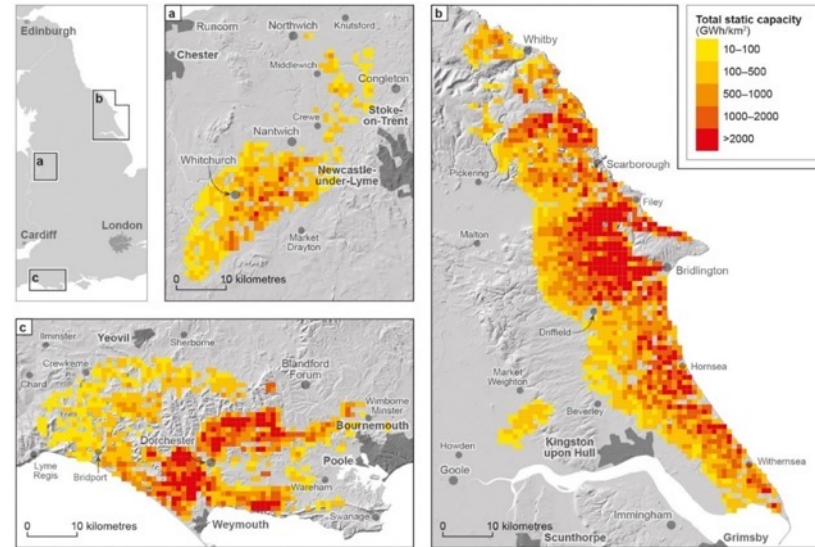 Edinburgh
b
a
London
Cardiff
c
a
Runcorn
Northwich
Knutsford
Chester
Middlewich
Congleton
Crewe
Stoke-
on-Trent
Nantwich
Whitchurch
Newcastle-
under-Lyme
Market
Drayton
0 10 kilometres
b
Whitby
Scarborough
Pickering
Filey
Malton
Bridlington
Driffield
Hornsea
Market
Weighton
Beverley
Howden
Kingston
upon Hull
Withernsea
Goole
Immingham
0 10 kilometres
Scunthorpe
Grimsby
Total static capacity
(GWh/km²)
10–100
100–500
500–1000
1000–2000
>2000
c
Yeovil
Ilminster
Sherborne
Crewkerne
Chard
Blandford
Forum
Wimborne
Minster
Bournemouth
Dorchester
Poole
Lyme
Regis
Bridport
Wareham
Swanage
0 10 kilometres
Weymouth